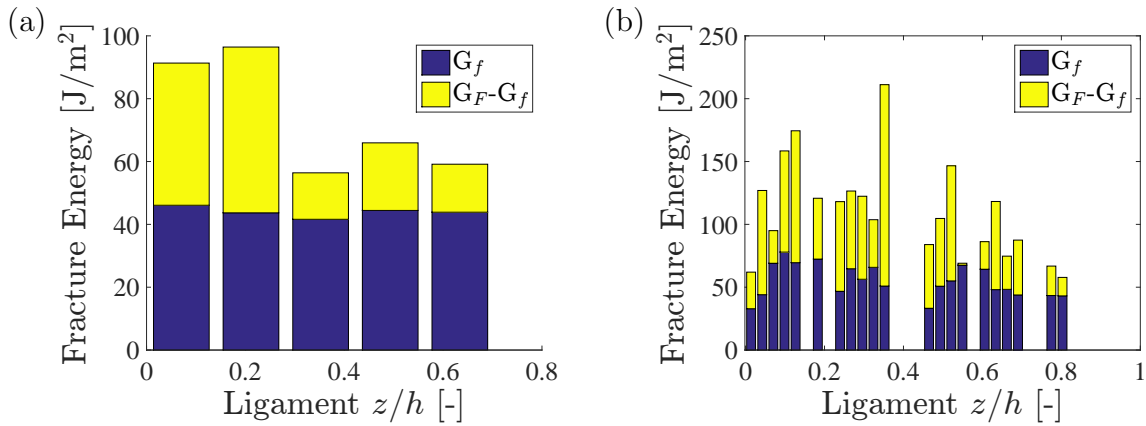 (a)
Fracture Energy [J/m²]
100
80
60
40
20
0
G_f
G_F-G_f
0 0.2 0.4 0.6 0.8
Ligament z/h [-]
(b)
Fracture Energy [J/m²]
250
200
150
100
50
0
G_f
G_F-G_f
0 0.2 0.4 0.6 0.8 1
Ligament z/h [-]